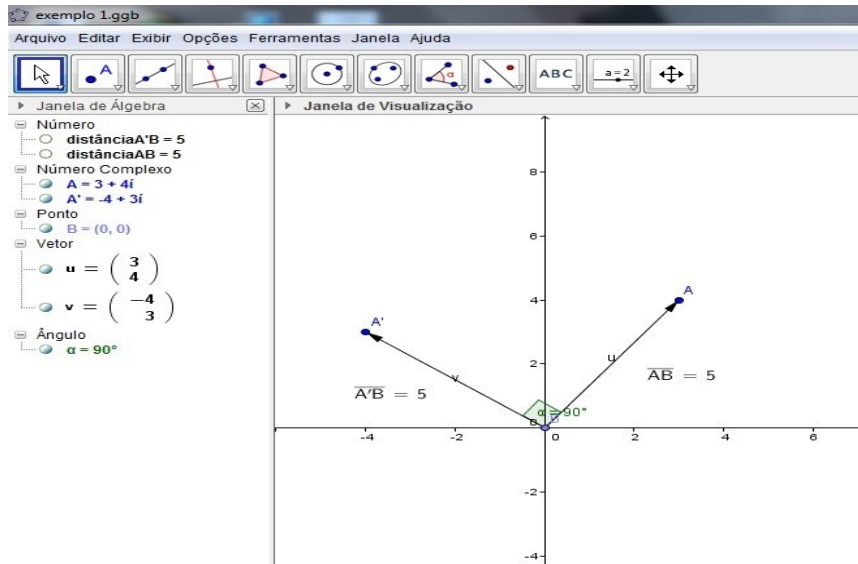 exemplo 1.ggb
Arquivo Editar Exibir Opções Ferramentas Janela Ajuda
A
α
ABC
a=2
Janela de Álgebra
Janela de Visualização
Número
distânciaA'B = 5
distânciaAB = 5
Número Complexo
A = 3 + 4í
A' = -4 + 3í
Ponto
B = (0, 0)
Vetor
u = ( 3
4 )
v = ( −4
3 )
Ângulo
α = 90°
8
6
A
4
A'
u
2
v
AB = 5
A'B = 5
α = 90°
B
0
-4
-2
0
2
4
6
-2
-4